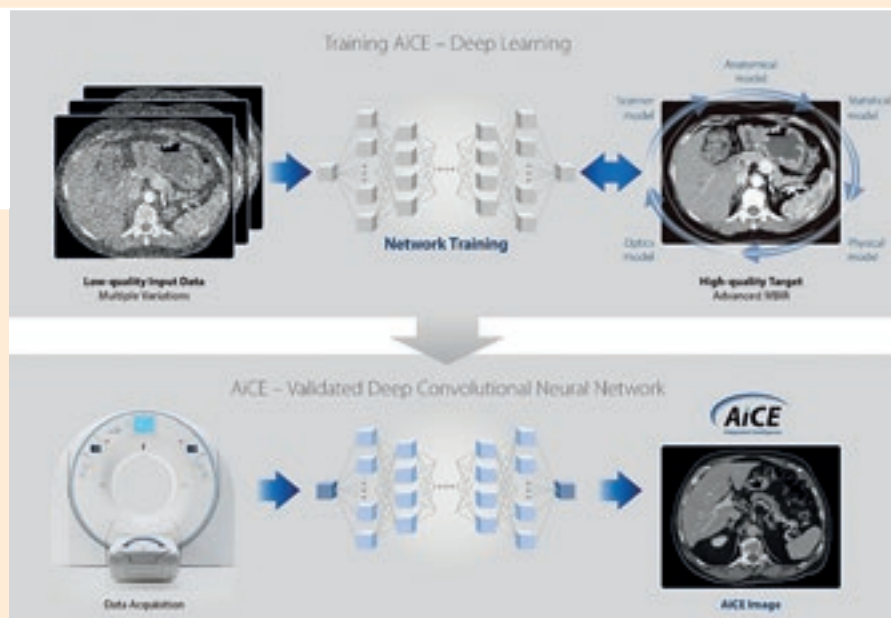 Training AiCE – Deep Learning
Anatomical
model
Scanner
model
Statistical
model
Network Training
Optics
model
Physical
model
Low-quality Input Data
Multiple Variations
High-quality Target
Advanced MBIR
AiCE – Validated Deep Convolutional Neural Network
AiCE
Data Acquisition
AiCE Image